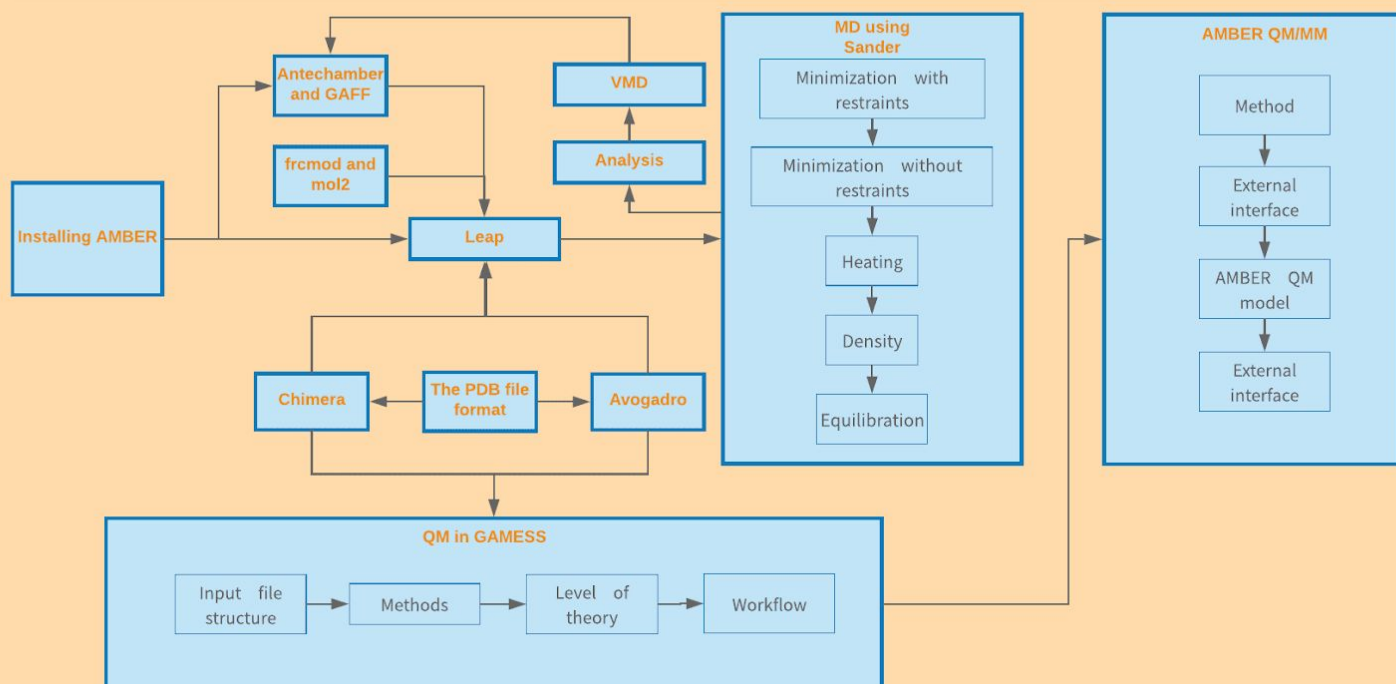 Installing AMBER
Antechamber
and GAFF
frcmod and
mol2
Leap
VMD
Analysis
Chimera
The PDB file
format
Avogadro
MD using
Sander
Minimization with
restraints
Minimization without
restraints
Heating
Density
Equilibration
AMBER QM/MM
Method
External
interface
AMBER QM
model
External
interface
QM in GAMESS
Input file
structure
Methods
Level of
theory
Workflow